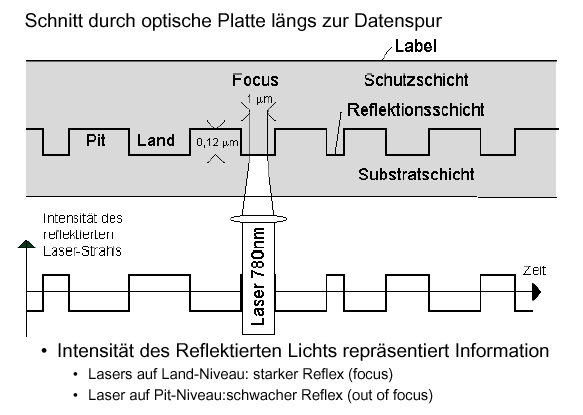 Schnitt durch optische Platte längs zur Datenspur
Label
Focus
Schutzschicht
1 µm
Reflektionsschicht
Pit
Land
0,12 µm
Substratschicht
Intensität des
reflektierten
Laser-Strahls
Laser 780nm
Zeit
• Intensität des Reflektierten Lichts repräsentiert Information
• Lasers auf Land-Niveau: starker Reflex (focus)
• Laser auf Pit-Niveau:schwacher Reflex (out of focus)